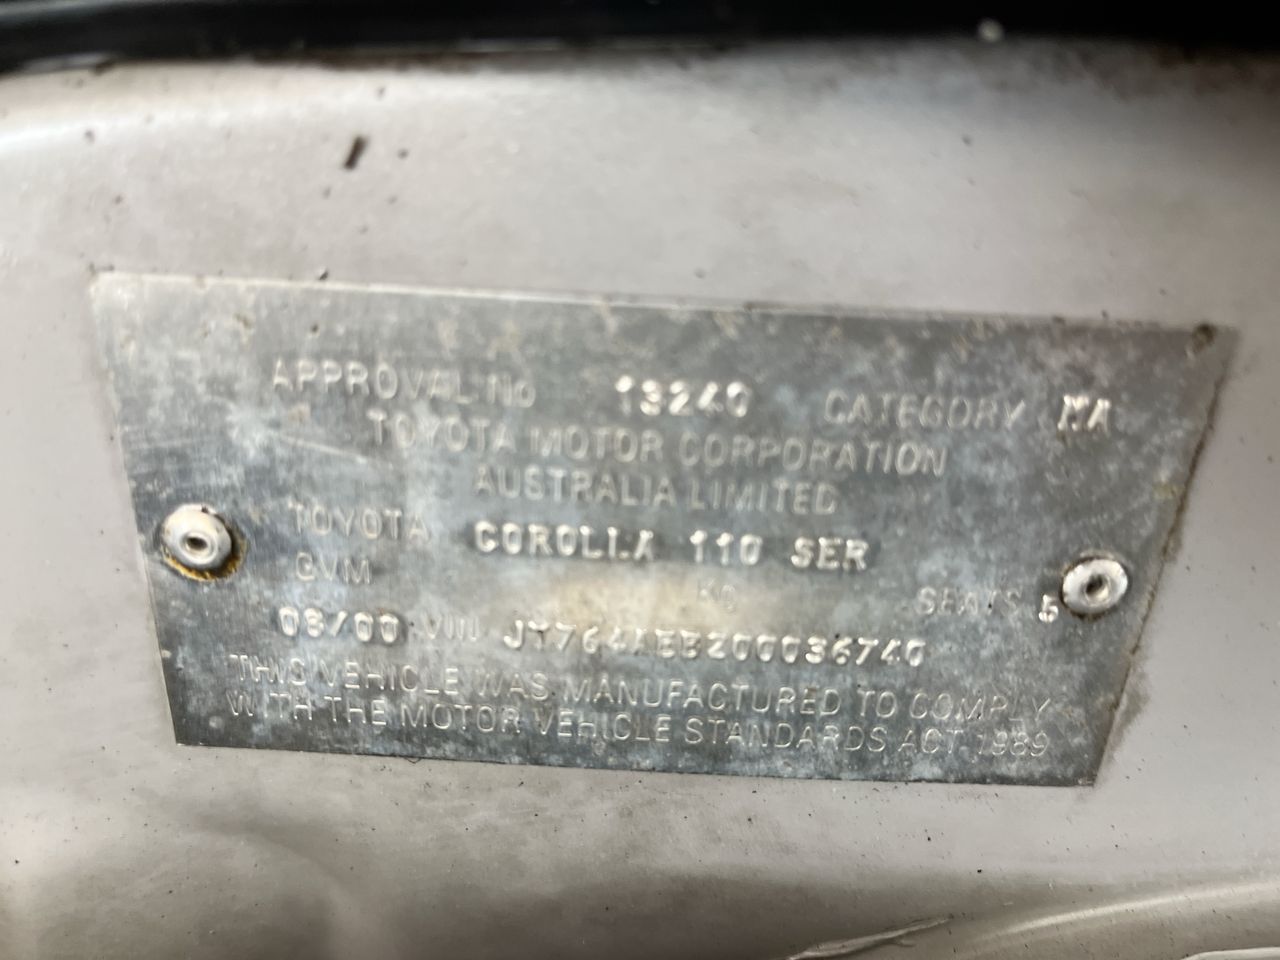 APPROVAL No 13240 CATEGORY MA
TOYOTA MOTOR CORPORATION
AUSTRALIA LIMITED
TOYOTA COROLLA 110 SER
GVM KG SEATS 5
08/00 VIN JT764AEBZ00036740
THIS VEHICLE WAS MANUFACTURED TO COMPLY
WITH THE MOTOR VEHICLE STANDARDS ACT 1989